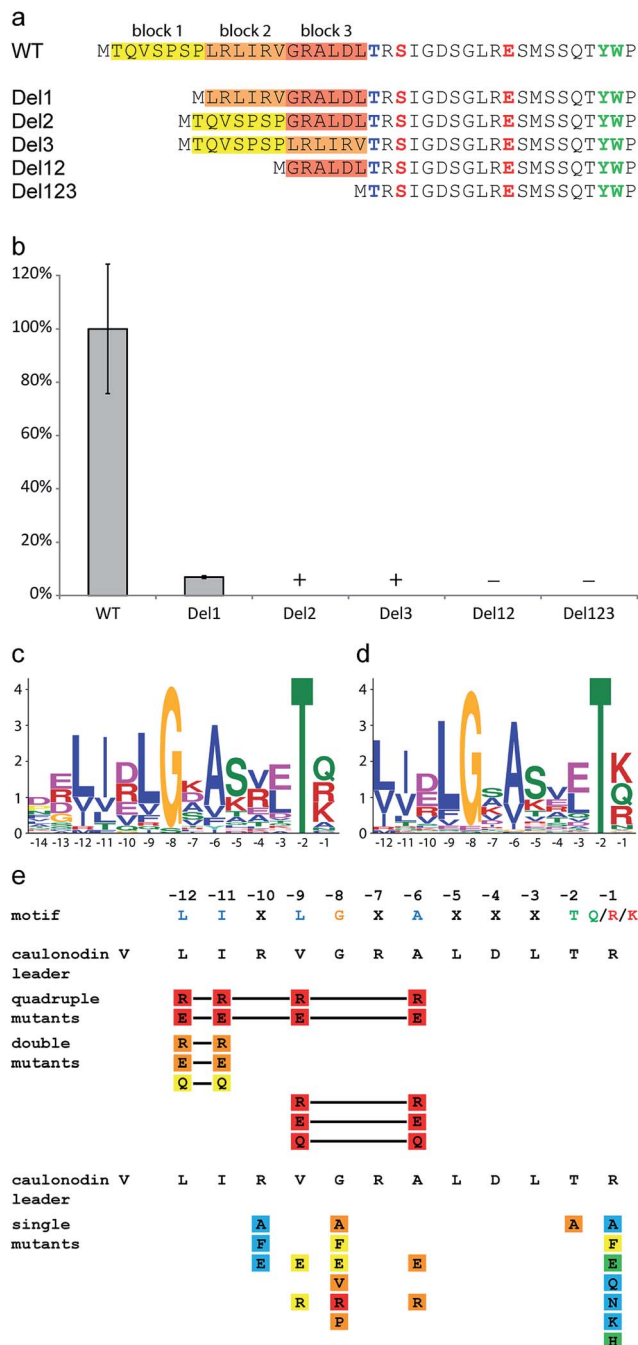 a
block 1 block 2 block 3
WT MTQVSPSPLRLIRVGRALDLTRSIGDSGLRESMSSQTYWP
Del1 MLRLIRVGRALDLTRSIGDSGLRESMSSQTYWP
Del2 MTQVSPSPGRALDLTRSIGDSGLRESMSSQTYWP
Del3 MTQVSPSPLRLIRVTRSIGDSGLRESMSSQTYWP
Del12 MGRALDLTRSIGDSGLRESMSSQTYWP
Del123 MTRSIGDSGLRESMSSQTYWP
b
120%
100%
80%
60%
40%
20%
0%
+ + – –
WT Del1 Del2 Del3 Del12 Del123
c d
4
3
2
1
0
E L I D L G K A S V E T Q
-14 -13 -12 -11 -10 -9 -8 -7 -6 -5 -4 -3 -2 -1
4
3
2
1
0
L I D L G A S E T K
-12 -11 -10 -9 -8 -7 -6 -5 -4 -3 -2 -1
e
-12 -11 -10 -9 -8 -7 -6 -5 -4 -3 -2 -1
motif L I X L G X A X X X T Q/R/K
caulonodin V L I R V G R A L D L T R
leader
quadruple R R R R
mutants E E E E
double R R
mutants E E
Q Q
R R
E E
Q Q
caulonodin V L I R V G R A L D L T R
leader
single A A A A
mutants F F F
E E E E E
V Q
R R R N
P K
H